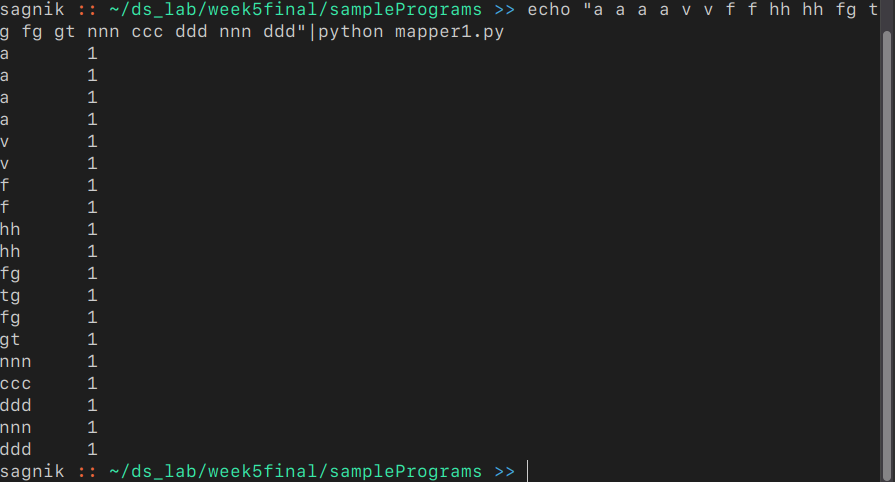 sagnik :: ~/ds_lab/week5final/samplePrograms >> echo "a a a a v v f f hh hh fg t
g fg gt nnn ccc ddd nnn ddd"|python mapper1.py
a 1
a 1
a 1
a 1
v 1
v 1
f 1
f 1
hh 1
hh 1
fg 1
tg 1
fg 1
gt 1
nnn 1
ccc 1
ddd 1
nnn 1
ddd 1
sagnik :: ~/ds_lab/week5final/samplePrograms >>